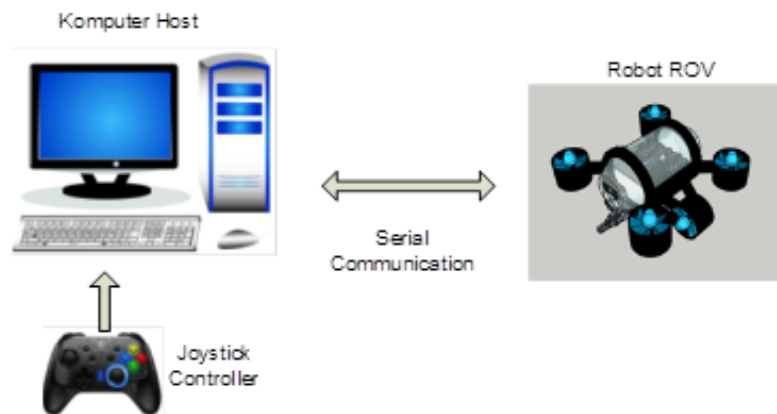 Komputer Host
Robot ROV
Serial
Communication
Joystick
Controller